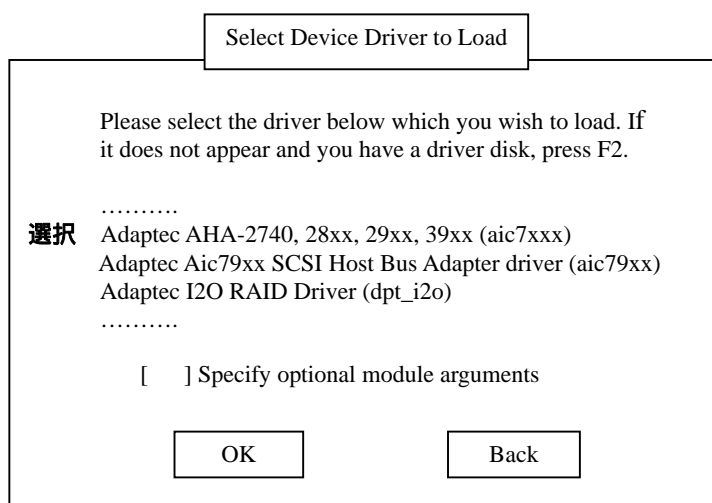 Select Device Driver to Load
Please select the driver below which you wish to load. If
it does not appear and you have a driver disk, press F2.
……….
選択 Adaptec AHA-2740, 28xx, 29xx, 39xx (aic7xxx)
Adaptec Aic79xx SCSI Host Bus Adapter driver (aic79xx)
Adaptec I2O RAID Driver (dpt_i2o)
……….
[ ] Specify optional module arguments
OK Back